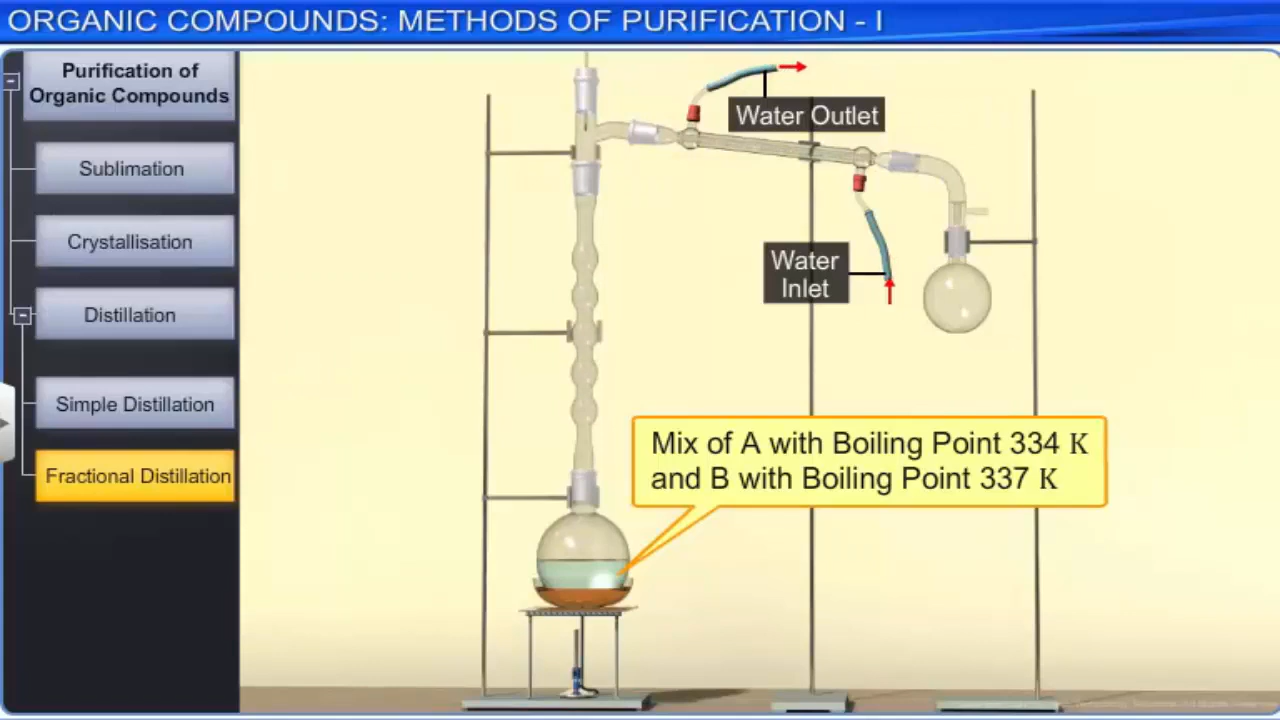 ORGANIC COMPOUNDS: METHODS OF PURIFICATION - I
Purification of
Organic Compounds
Sublimation
Crystallisation
Distillation
Simple Distillation
Fractional Distillation
Water Outlet
Water
Inlet
Mix of A with Boiling Point 334 K
and B with Boiling Point 337 K